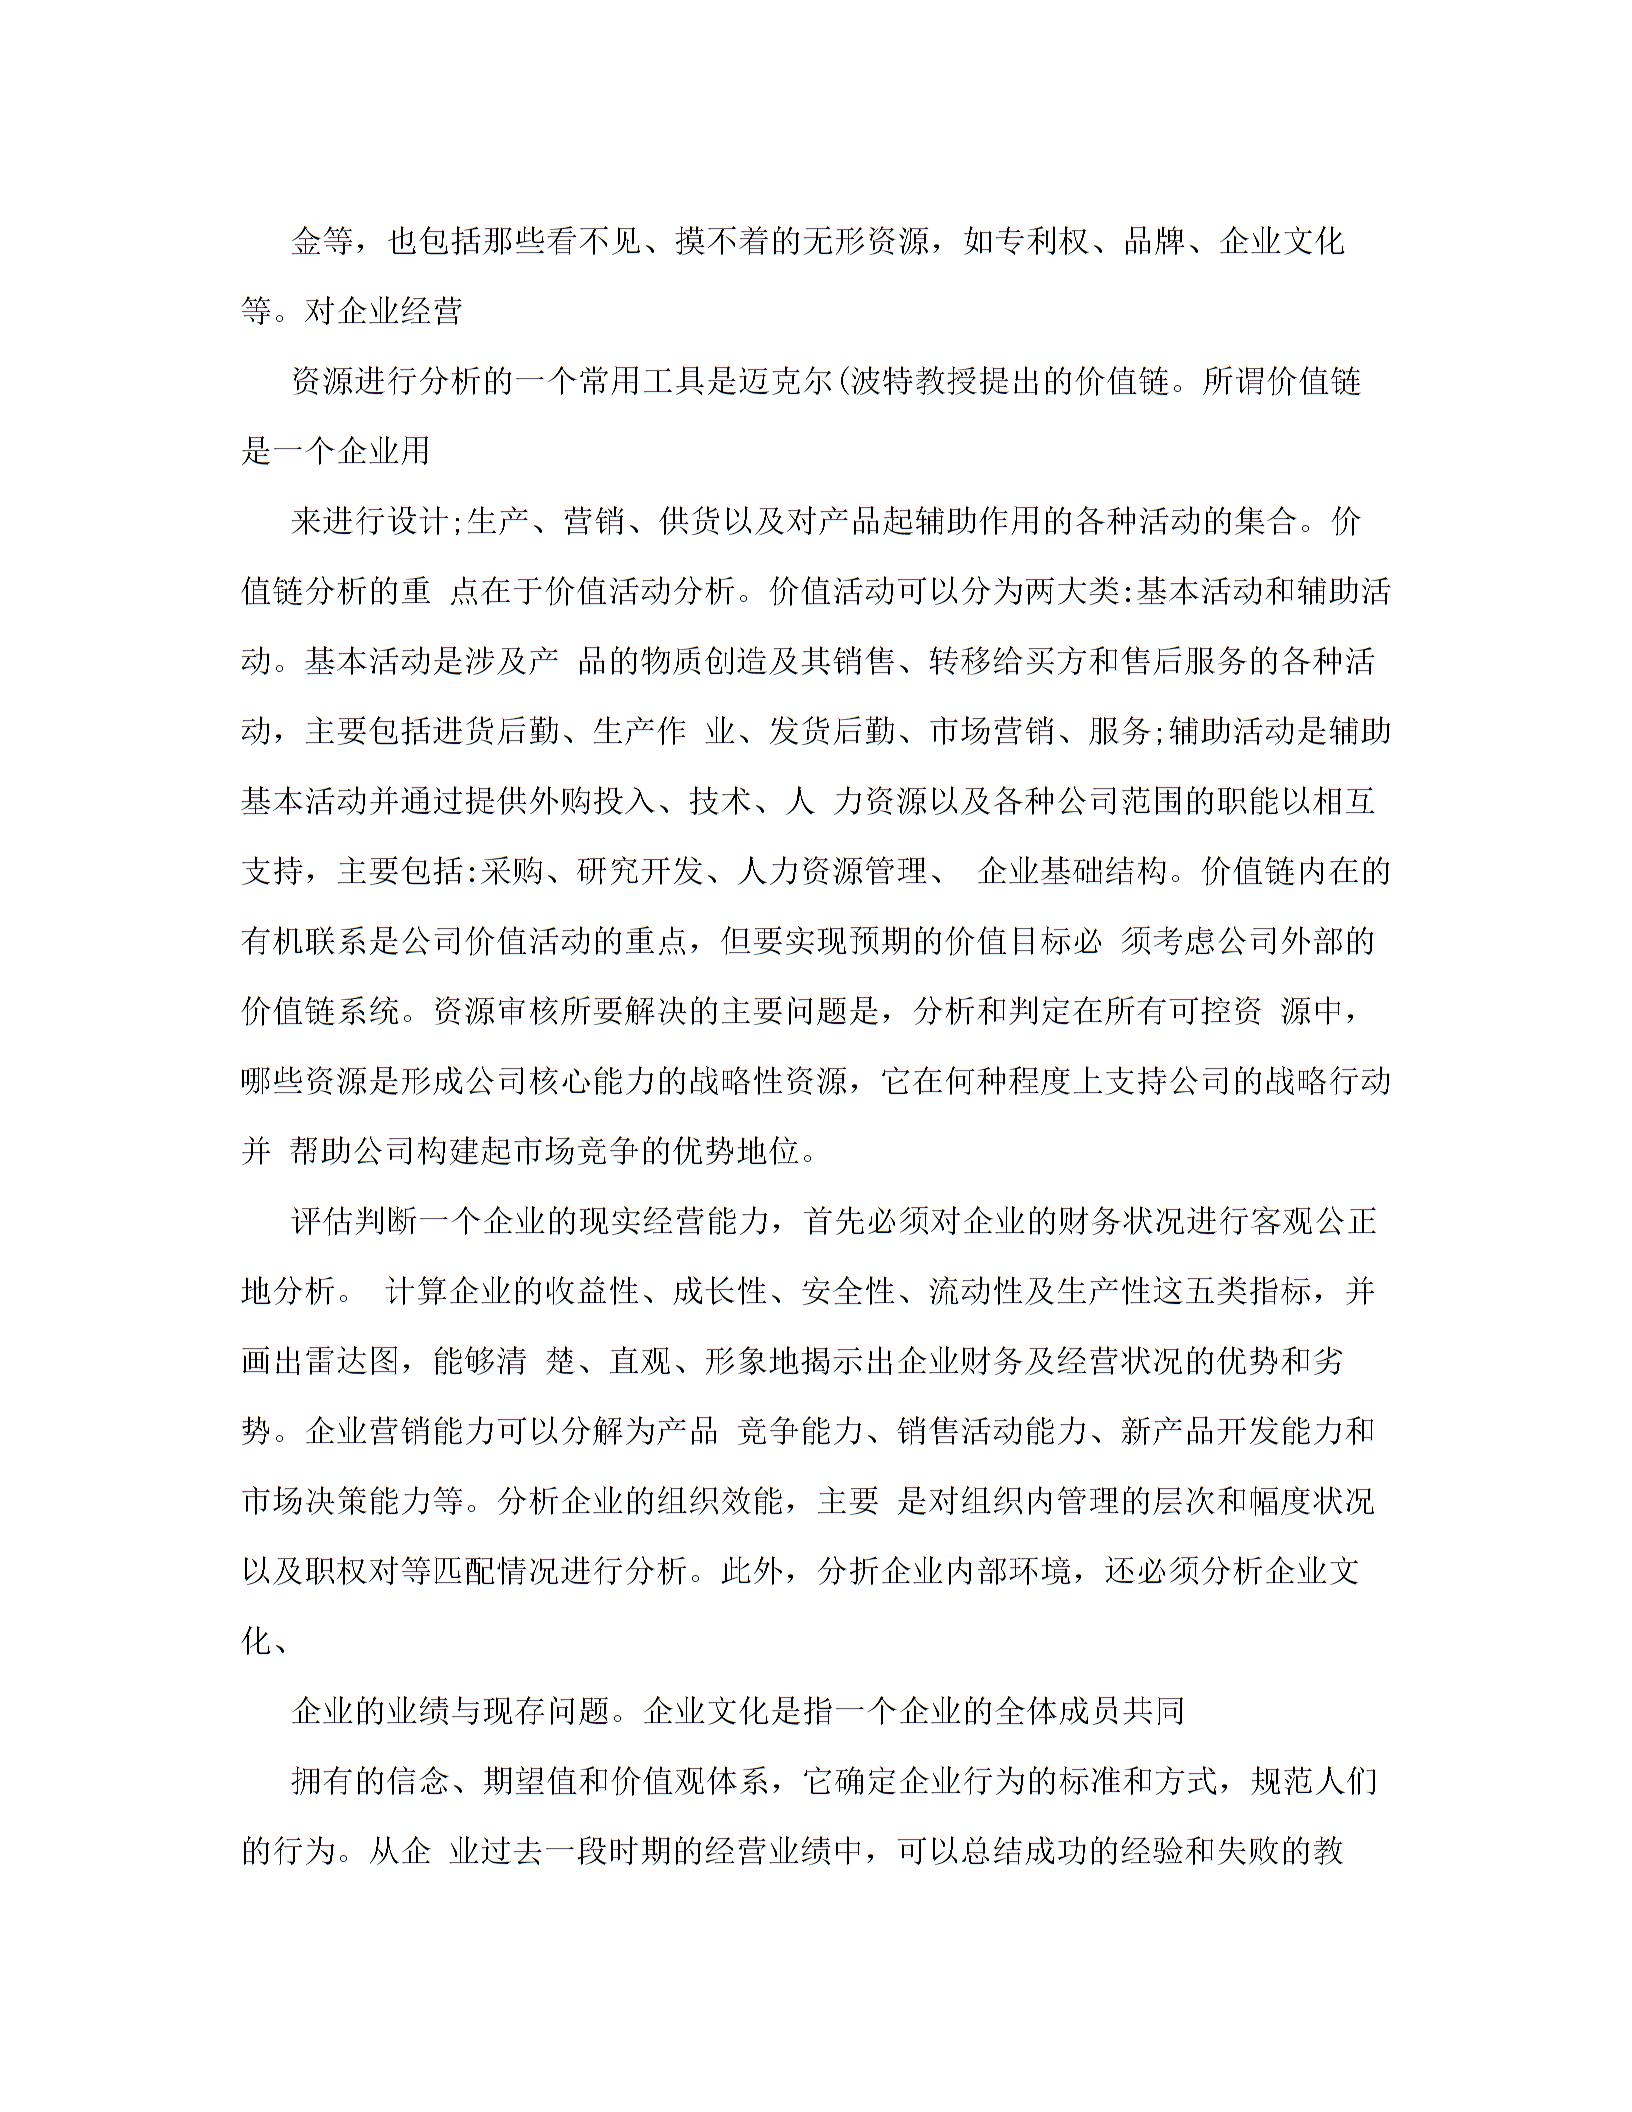 金等，也包括那些看不见、摸不着的无形资源，如专利权、品牌、企业文化
等。对企业经营
资源进行分析的一个常用工具是迈克尔(波特教授提出的价值链。所谓价值链
是一个企业用
来进行设计;生产、营销、供货以及对产品起辅助作用的各种活动的集合。价
值链分析的重 点在于价值活动分析。价值活动可以分为两大类:基本活动和辅助活
动。基本活动是涉及产 品的物质创造及其销售、转移给买方和售后服务的各种活
动，主要包括进货后勤、生产作 业、发货后勤、市场营销、服务;辅助活动是辅助
基本活动并通过提供外购投入、技术、人 力资源以及各种公司范围的职能以相互
支持，主要包括:采购、研究开发、人力资源管理、 企业基础结构。价值链内在的
有机联系是公司价值活动的重点，但要实现预期的价值目标必 须考虑公司外部的
价值链系统。资源审核所要解决的主要问题是，分析和判定在所有可控资 源中，
哪些资源是形成公司核心能力的战略性资源，它在何种程度上支持公司的战略行动
并 帮助公司构建起市场竞争的优势地位。
评估判断一个企业的现实经营能力，首先必须对企业的财务状况进行客观公正
地分析。 计算企业的收益性、成长性、安全性、流动性及生产性这五类指标，并
画出雷达图，能够清 楚、直观、形象地揭示出企业财务及经营状况的优势和劣
势。企业营销能力可以分解为产品 竞争能力、销售活动能力、新产品开发能力和
市场决策能力等。分析企业的组织效能，主要 是对组织内管理的层次和幅度状况
以及职权对等匹配情况进行分析。此外，分折企业内部环境，还必须分析企业文
化、
企业的业绩与现存问题。企业文化是指一个企业的全体成员共同
拥有的信念、期望值和价值观体系，它确定企业行为的标准和方式，规范人们
的行为。从企 业过去一段时期的经营业绩中，可以总结成功的经验和失败的教